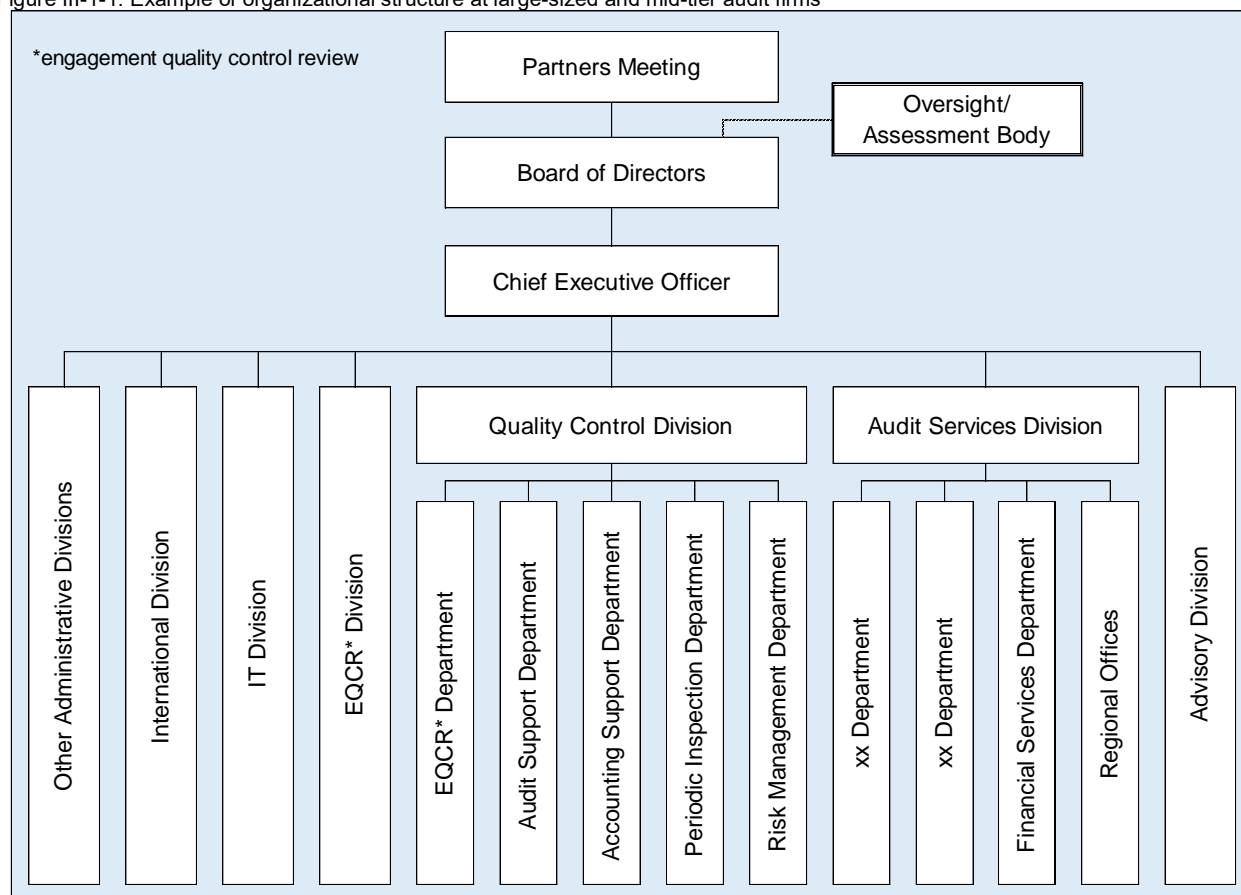 Figure III-1-1: Example of organizational structure at large-sized and mid-tier audit firms
*engagement quality control review
Partners Meeting
Oversight/
Assessment Body
Board of Directors
Chief Executive Officer
Other Administrative Divisions
International Division
IT Division
EQCR* Division
Quality Control Division
EQCR* Department
Audit Support Department
Accounting Support Department
Periodic Inspection Department
Risk Management Department
Audit Services Division
xx Department
xx Department
Financial Services Department
Regional Offices
Advisory Division